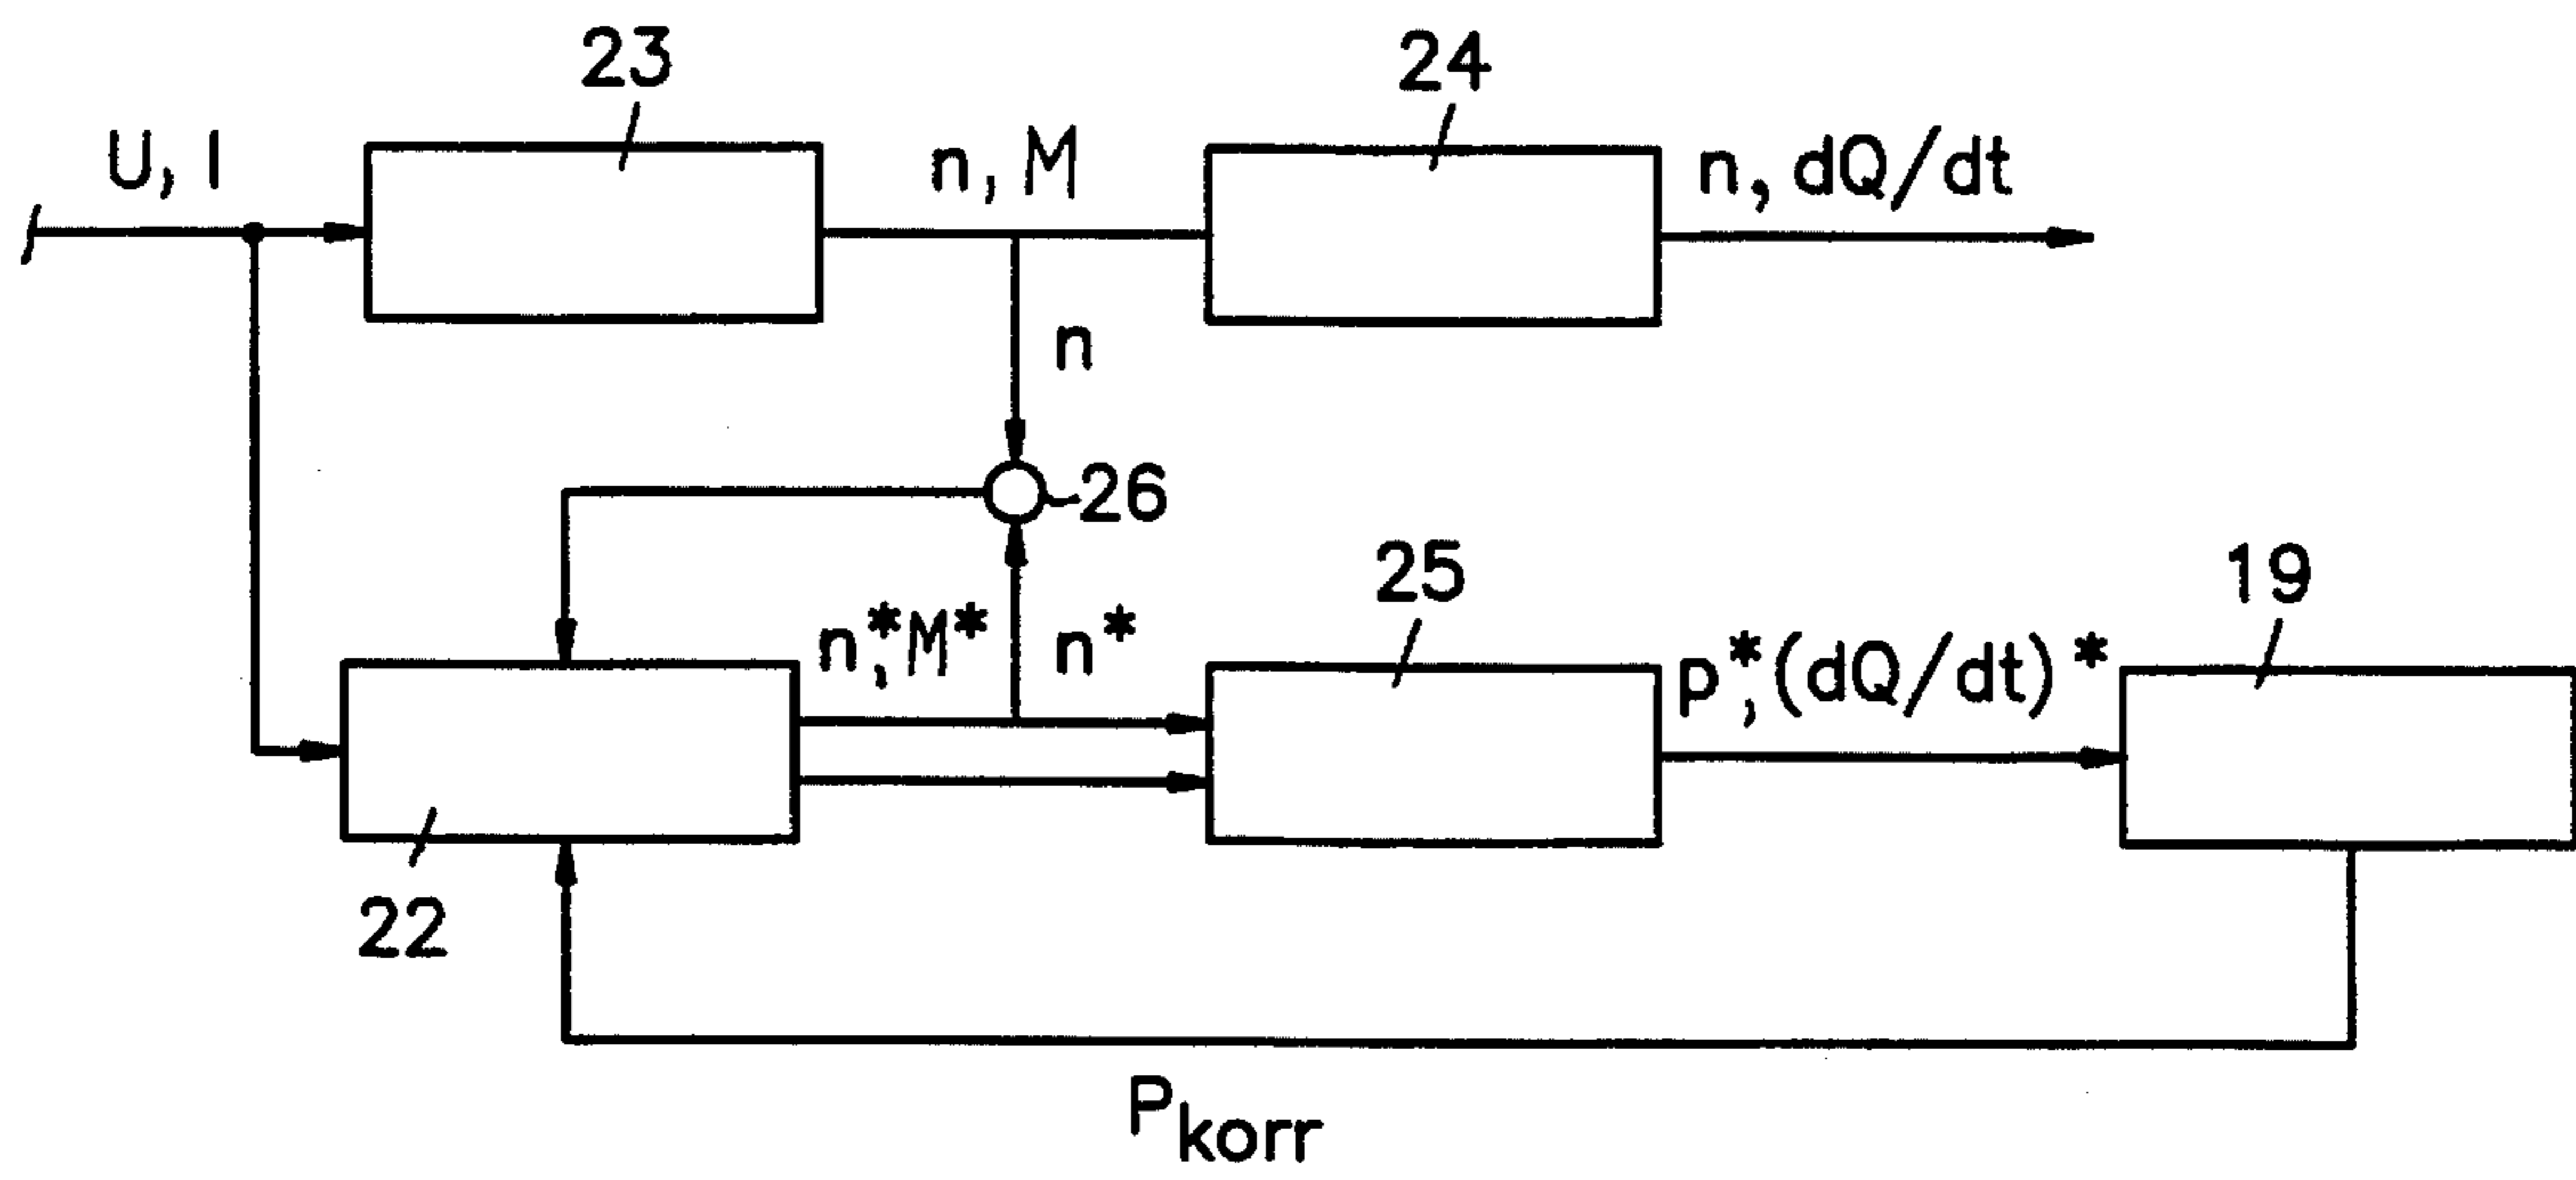 23
24
U, I
n, M
n, dQ/dt
n
26
25
19
n*, M*
n*
p*, (dQ/dt)*
22
Pkorr